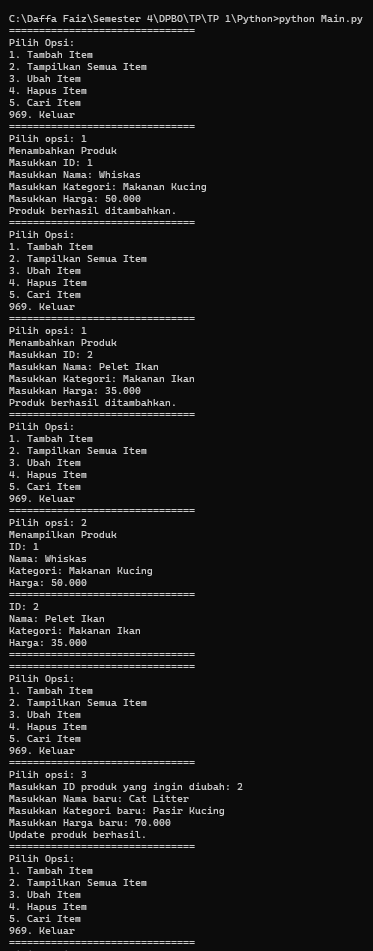 C:\Daffa Faiz\Semester 4\DPBO\TP\TP 1\Python>python Main.py
===============================
Pilih Opsi:
1. Tambah Item
2. Tampilkan Semua Item
3. Ubah Item
4. Hapus Item
5. Cari Item
969. Keluar
===============================
Pilih opsi: 1
Menambahkan Produk
Masukkan ID: 1
Masukkan Nama: Whiskas
Masukkan Kategori: Makanan Kucing
Masukkan Harga: 50.000
Produk berhasil ditambahkan.
===============================
Pilih Opsi:
1. Tambah Item
2. Tampilkan Semua Item
3. Ubah Item
4. Hapus Item
5. Cari Item
969. Keluar
===============================
Pilih opsi: 1
Menambahkan Produk
Masukkan ID: 2
Masukkan Nama: Pelet Ikan
Masukkan Kategori: Makanan Ikan
Masukkan Harga: 35.000
Produk berhasil ditambahkan.
===============================
Pilih Opsi:
1. Tambah Item
2. Tampilkan Semua Item
3. Ubah Item
4. Hapus Item
5. Cari Item
969. Keluar
===============================
Pilih opsi: 2
Menampilkan Produk
ID: 1
Nama: Whiskas
Kategori: Makanan Kucing
Harga: 50.000
===============================
ID: 2
Nama: Pelet Ikan
Kategori: Makanan Ikan
Harga: 35.000
===============================
===============================
Pilih Opsi:
1. Tambah Item
2. Tampilkan Semua Item
3. Ubah Item
4. Hapus Item
5. Cari Item
969. Keluar
===============================
Pilih opsi: 3
Masukkan ID produk yang ingin diubah: 2
Masukkan Nama baru: Cat Litter
Masukkan Kategori baru: Pasir Kucing
Masukkan Harga baru: 70.000
Update produk berhasil.
===============================
Pilih Opsi:
1. Tambah Item
2. Tampilkan Semua Item
3. Ubah Item
4. Hapus Item
5. Cari Item
969. Keluar
===============================